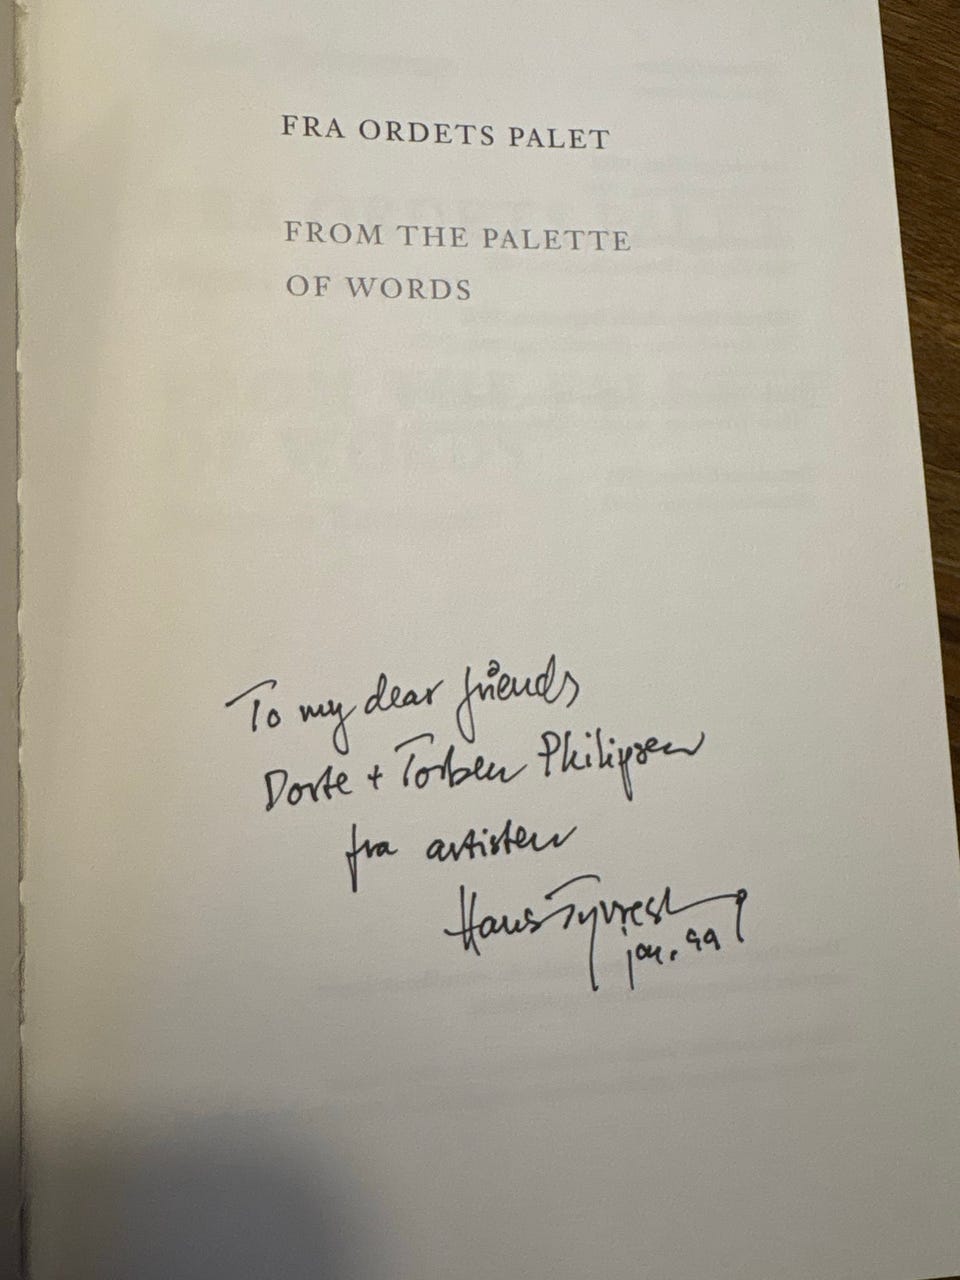 FRA ORDETS PALET
FROM THE PALETTE
OF WORDS
To my dear friends
Dorte + Torben Philipsen
fra artisten
Hans Tyrrestrup
jan. 99